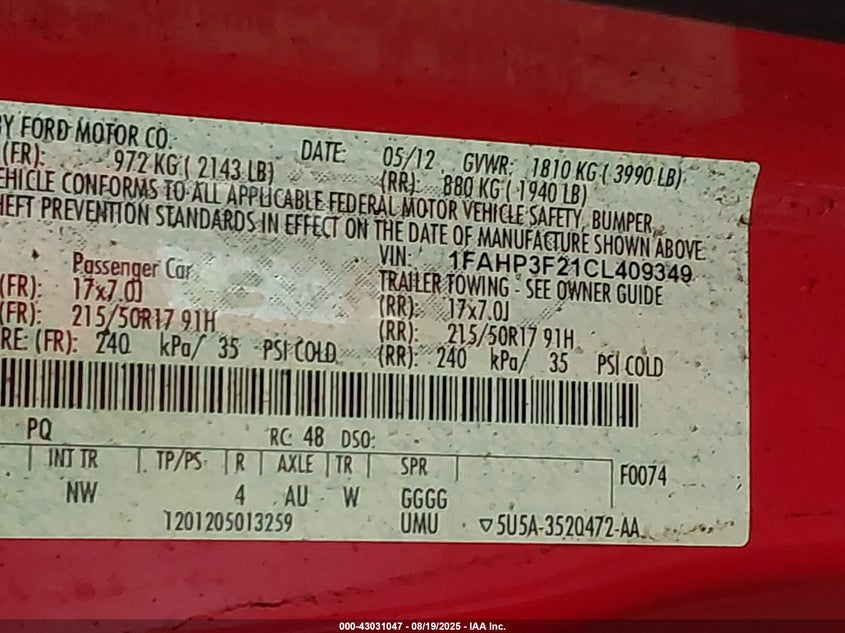 BY FORD MOTOR CO.
DATE: 05/12 GVWR: 1810 KG ( 3990 LB)
(FR): 972 KG ( 2143 LB) (RR): 880 KG ( 1940 LB)
EHICLE CONFORMS TO ALL APPLICABLE FEDERAL MOTOR VEHICLE SAFETY, BUMPER,
HEFT PREVENTION STANDARDS IN EFFECT ON THE DATE OF MANUFACTURE SHOWN ABOVE.
VIN: 1FAHP3F21CL409349
Passenger Car TRAILER TOWING - SEE OWNER GUIDE
(FR): 17x7.0J (RR): 17x7.0J
(FR): 215/50R17 91H (RR): 215/50R17 91H
RE: (FR): 240 kPa/ 35 PSI COLD (RR): 240 kPa/ 35 PSI COLD
PQ RC: 48 DSO:
INT TR TP/PS R AXLE TR SPR F0074
NW 4 AU W GGGG
1201205013259 UMU ▽5U5A-3520472-AA
000-43031047 - 08/19/2025 - IAA Inc.